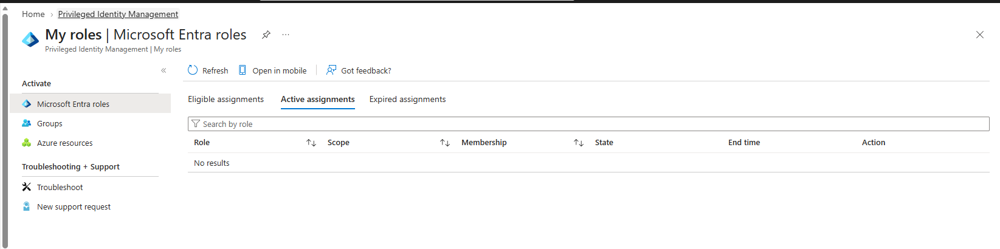 Home > Privileged Identity Management
My roles | Microsoft Entra roles
Privileged Identity Management | My roles
Activate
Microsoft Entra roles
Groups
Azure resources
Troubleshooting + Support
Troubleshoot
New support request
Refresh Open in mobile Got feedback?
Eligible assignments Active assignments Expired assignments
Search by role
Role Scope Membership State End time Action
No results